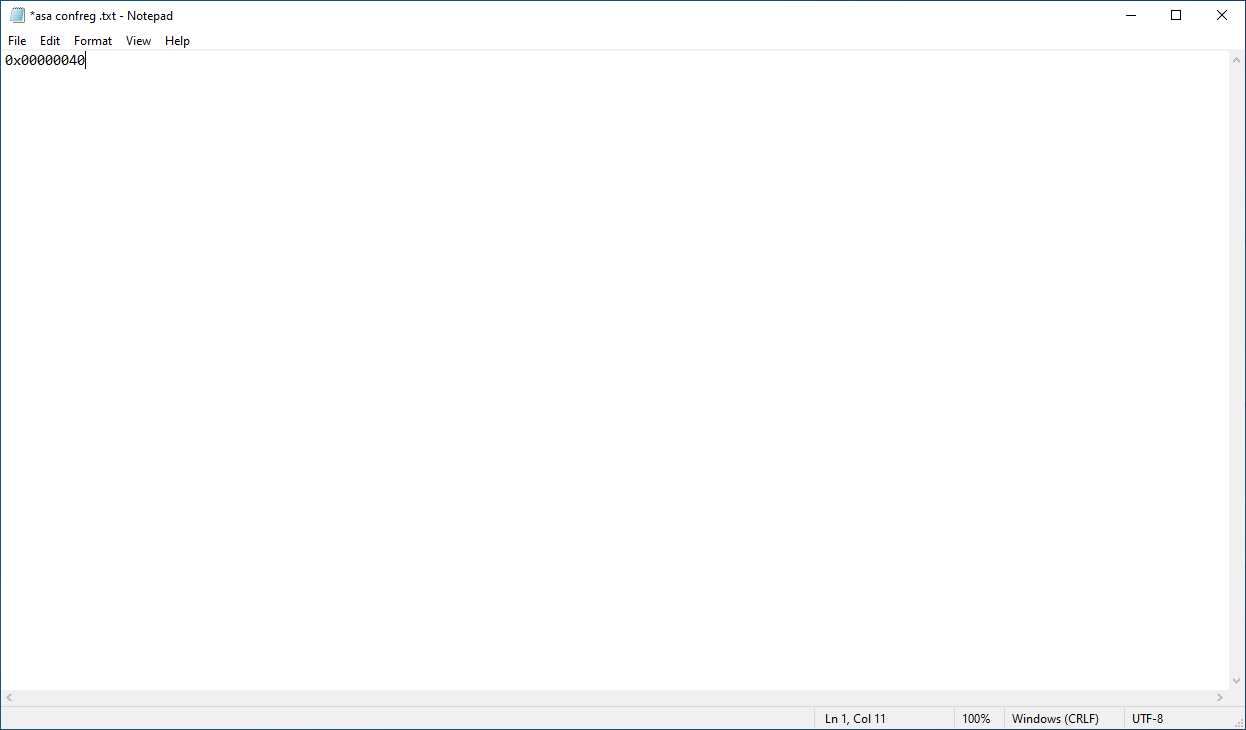 *asa confreg .txt - Notepad
File Edit Format View Help
0x00000040
Ln 1, Col 11 100% Windows (CRLF) UTF-8